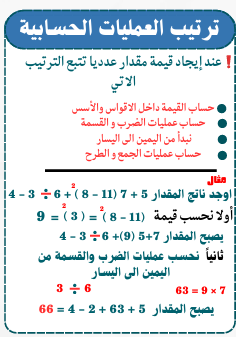 ترتيب العمليات الحسابية
! عند إيجاد قيمة مقدار عدديا تتبع الترتيب
الاتي
حساب القيمة داخل الاقواس والأسس
حساب عمليات الضرب و القسمة
نبدأ من اليمين الى اليسار
حساب عمليات الجمع و الطرح
مثال
اوجد ناتج المقدار 4 - 3 ÷ 6 + ²( 8 - 11) 7 + 5
أولا نحسب قيمة 9 = ²( 3 ) = ²( 8 - 11)
يصبح المقدار 4 - 3 ÷ 6 + (9)7+5
ثانياً نحسب عمليات الضرب والقسمة من
اليمين الى اليسار
3 ÷ 6 63 = 9 × 7
يصبح المقدار 66 = 4 - 2 + 63 + 5